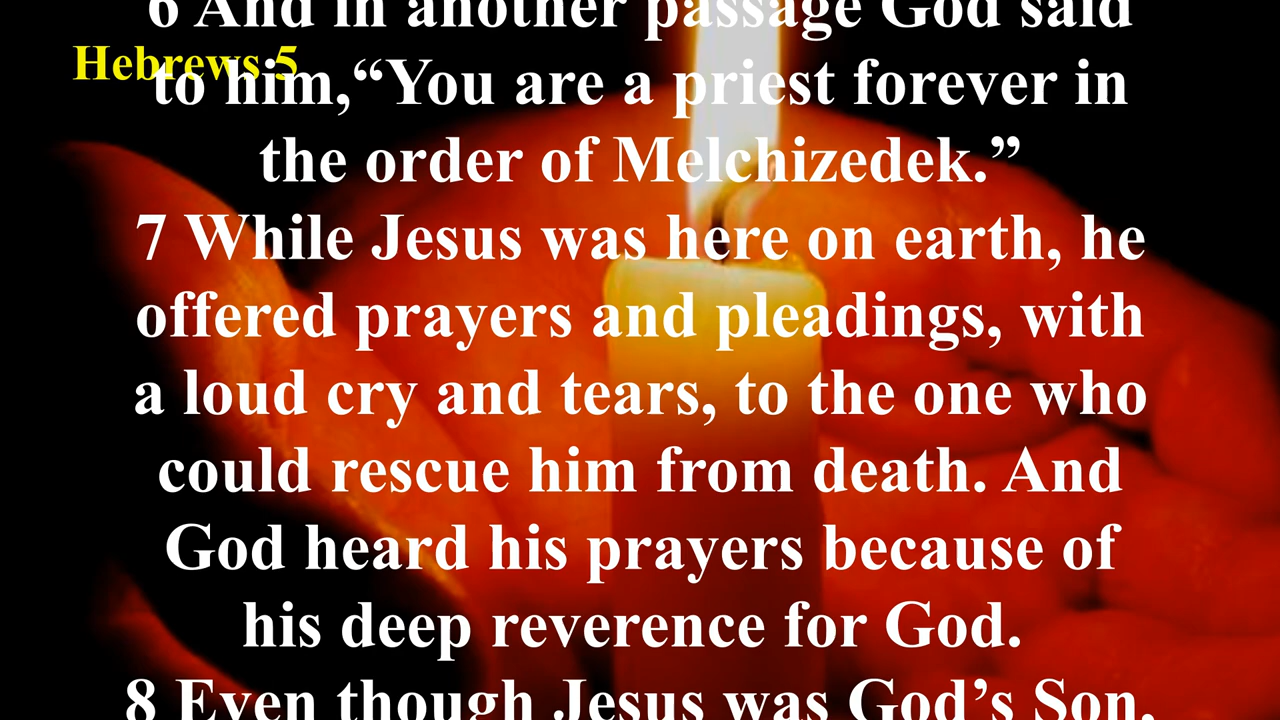 6 And in another passage God said
Hebrews 5
to him,“You are a priest forever in
the order of Melchizedek.”
7 While Jesus was here on earth, he
offered prayers and pleadings, with
a loud cry and tears, to the one who
could rescue him from death. And
God heard his prayers because of
his deep reverence for God.
8 Even though Jesus was God’s Son,